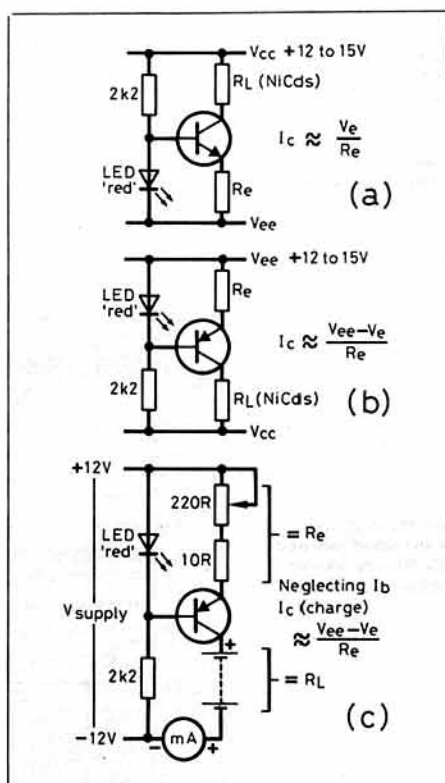 Vcc +12 to 15V
RL (NiCds)
2k2
Ic ≈ Ve
Re
LED
'red'
Re
(a)
Vee
Vee +12 to 15V
LED
'red'
Re
Ic ≈ Vee–Ve
Re
2k2
RL(NiCds)
(b)
Vcc
+12V
220R
LED
'red'
= Re
10R
Neglecting Ib
Vsupply
Ic (charge)
≈ Vee–Ve
Re
+
2k2
= RL
–12V
– mA +
(c)